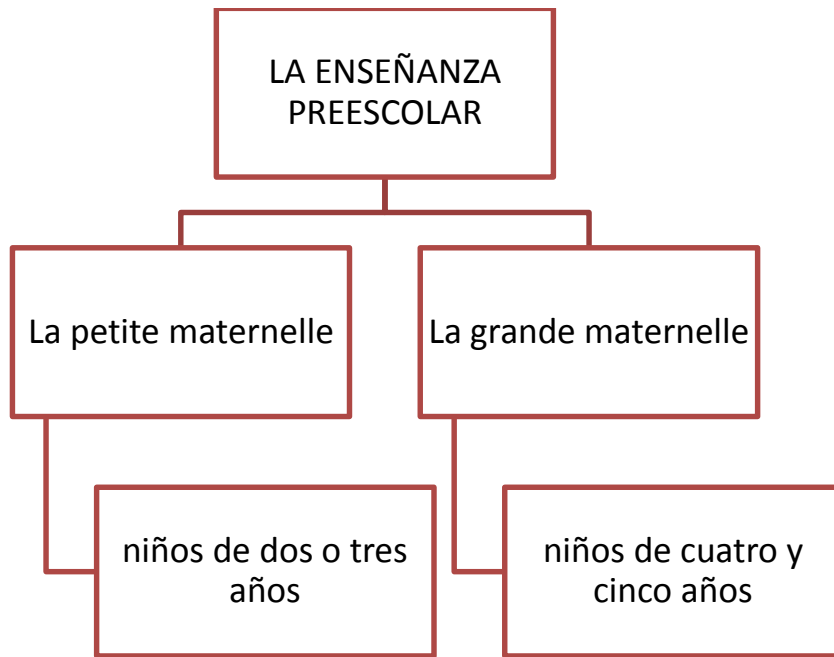 LA ENSEÑANZA
PREESCOLAR
La petite maternelle
La grande maternelle
niños de dos o tres
años
niños de cuatro y
cinco años